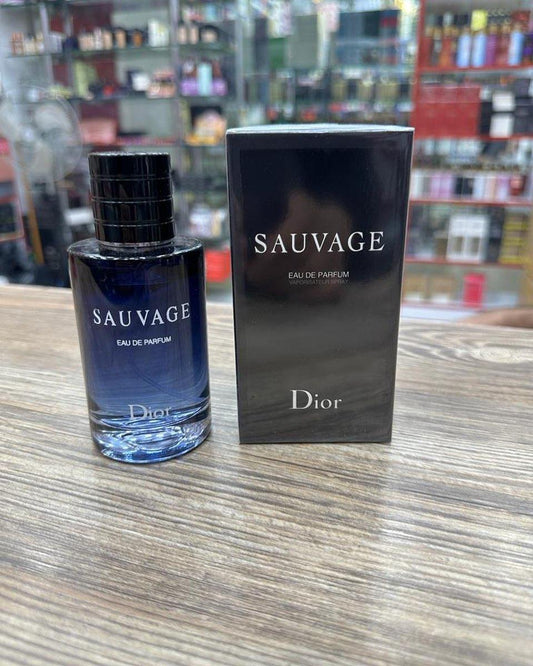 SAUVAGE
EAU DE PARFUM
Dior
SAUVAGE
EAU DE PARFUM
VAPORISATEUR SPRAY
Dior